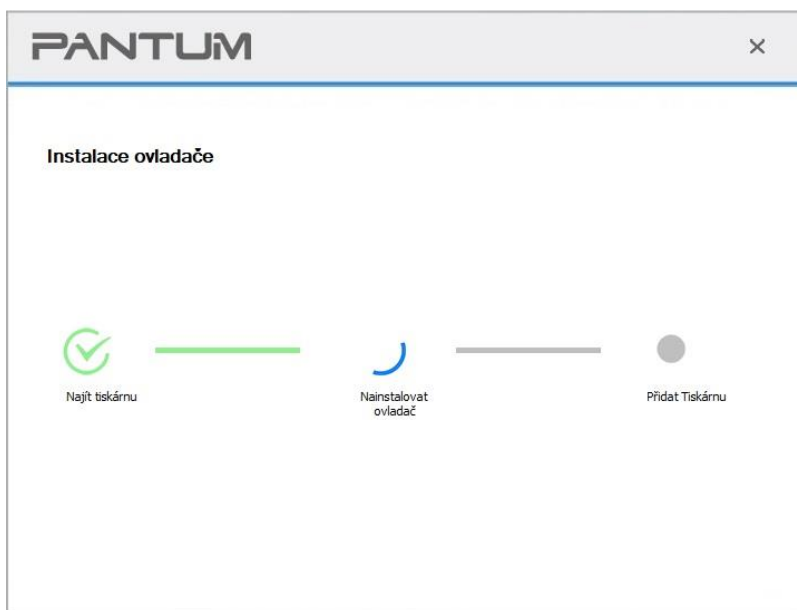 PANTUM
Instalace ovladače
Najít tiskárnu
Nainstalovat
ovladač
Přidat Tiskárnu